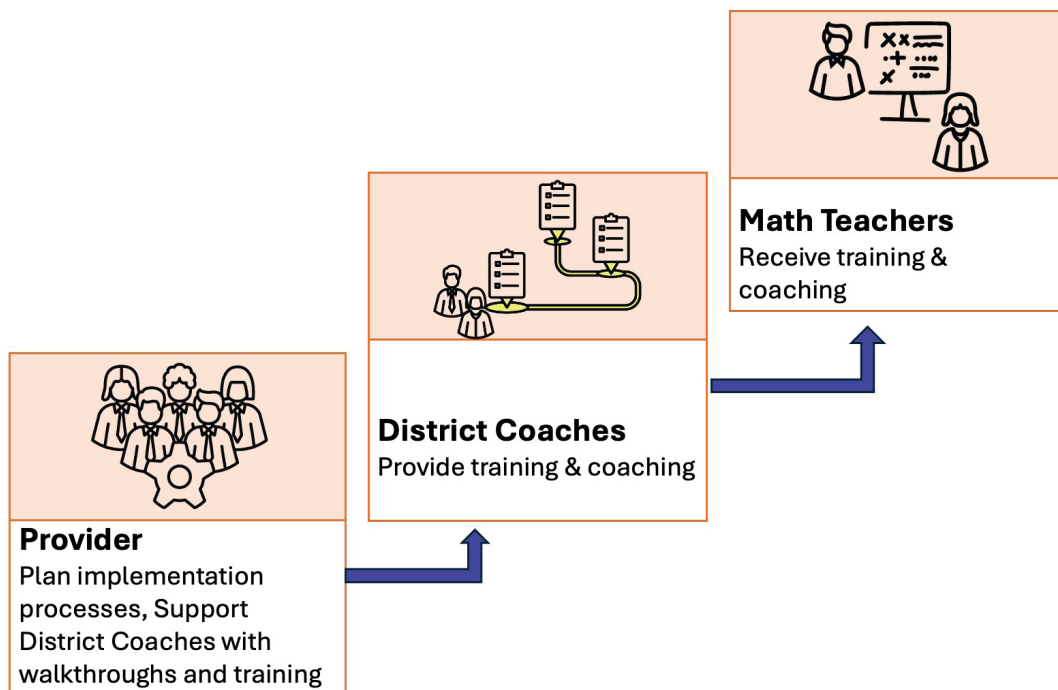 Provider
Plan implementation
processes, Support
District Coaches with
walkthroughs and training
District Coaches
Provide training & coaching
Math Teachers
Receive training &
coaching